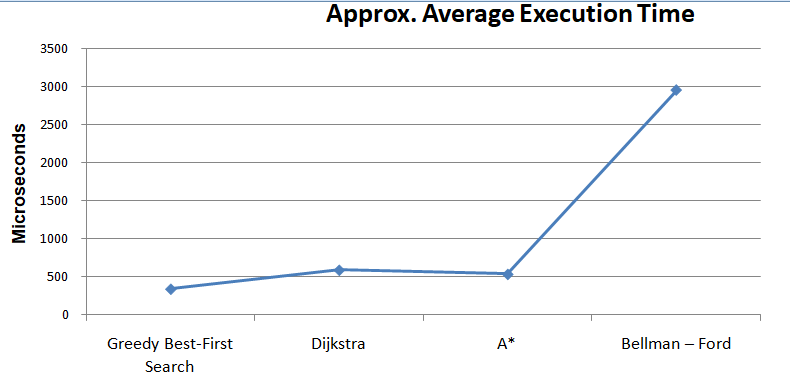 Approx. Average Execution Time
3500
3000
2500
2000
1500
1000
500
0
Microseconds
Greedy Best-First
Search
Dijkstra
A*
Bellman – Ford